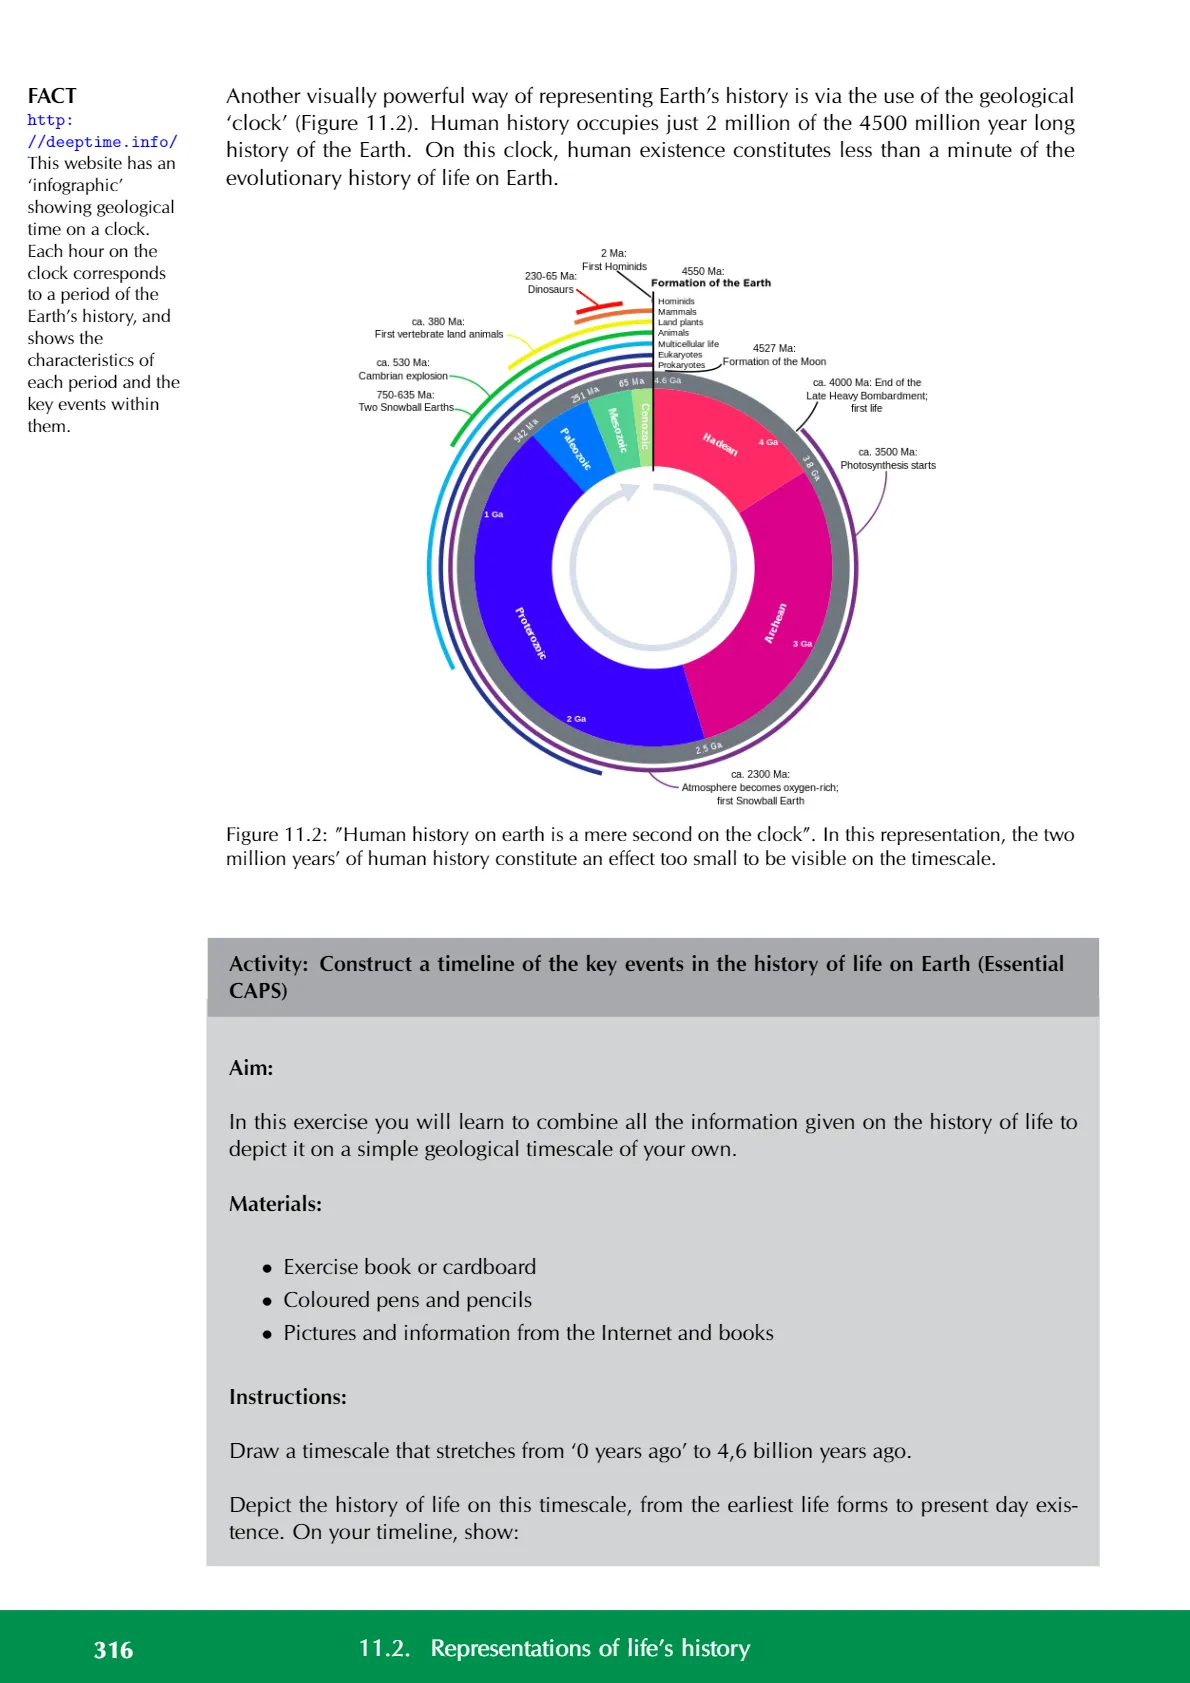 FACT
http:
//deeptime.info/
This website has an
‘infographic’
showing geological
time on a clock.
Each hour on the
clock corresponds
to a period of the
Earth’s history, and
shows the
characteristics of
each period and the
key events within
them.
Another visually powerful way of representing Earth’s history is via the use of the geological
‘clock’ (Figure 11.2). Human history occupies just 2 million of the 4500 million year long
history of the Earth. On this clock, human existence constitutes less than a minute of the
evolutionary history of life on Earth.
2 Ma:
First Hominids
230-65 Ma:
Dinosaurs
4550 Ma:
Formation of the Earth
Hominids
Mammals
Land plants
Animals
Multicellular life
Eukaryotes
Prokaryotes
ca. 380 Ma:
First vertebrate land animals
ca. 530 Ma:
Cambrian explosion
750-635 Ma:
Two Snowball Earths
4527 Ma:
Formation of the Moon
ca. 4000 Ma: End of the
Late Heavy Bombardment;
first life
ca. 3500 Ma:
Photosynthesis starts
4.6 Ga
65 Ma
251 Ma
542 Ma
Cenozoic
Mesozoic
Paleozoic
Hadean
4 Ga
3.8 Ga
1 Ga
Proterozoic
Archean
3 Ga
2 Ga
2.5 Ga
ca. 2300 Ma:
Atmosphere becomes oxygen-rich;
first Snowball Earth
Figure 11.2: ″Human history on earth is a mere second on the clock″. In this representation, the two
million years’ of human history constitute an effect too small to be visible on the timescale.
Activity: Construct a timeline of the key events in the history of life on Earth (Essential
CAPS)
Aim:
In this exercise you will learn to combine all the information given on the history of life to
depict it on a simple geological timescale of your own.
Materials:
• Exercise book or cardboard
• Coloured pens and pencils
• Pictures and information from the Internet and books
Instructions:
Draw a timescale that stretches from ‘0 years ago’ to 4,6 billion years ago.
Depict the history of life on this timescale, from the earliest life forms to present day exis-
tence. On your timeline, show:
316
11.2. Representations of life’s history